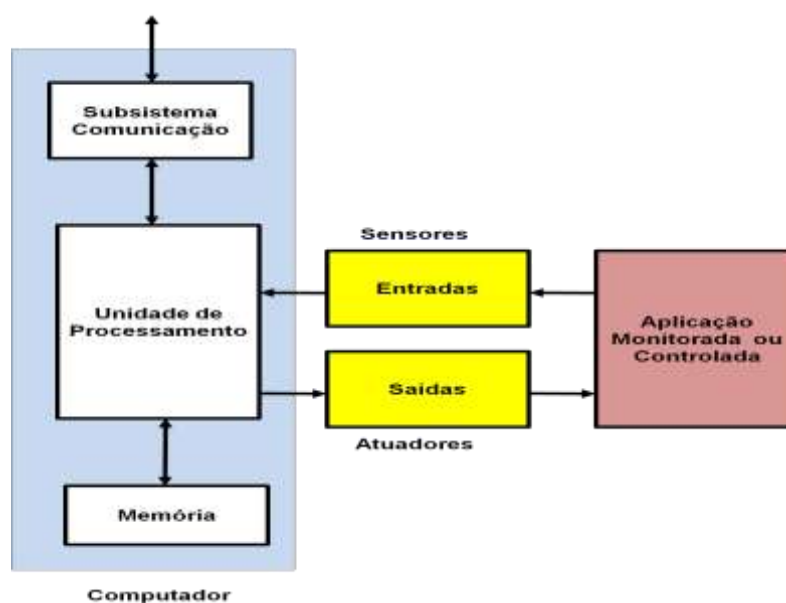 Subsistema
Comunicação
Sensores
Entradas
Unidade de
Processamento
Aplicação
Monitorada ou
Controlada
Saídas
Atuadores
Memória
Computador